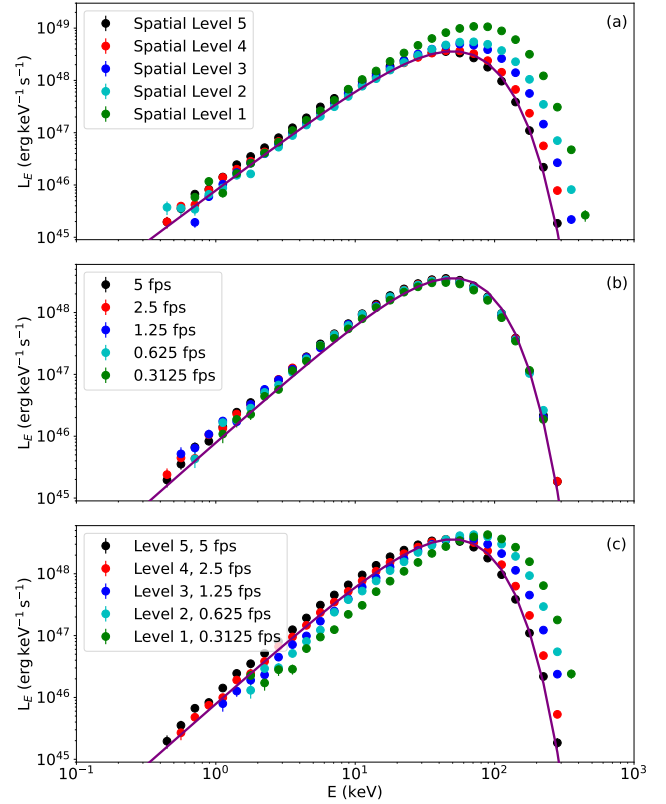 (a)
Spatial Level 5
Spatial Level 4
Spatial Level 3
Spatial Level 2
Spatial Level 1
10⁴⁹
10⁴⁸
10⁴⁷
10⁴⁶
10⁴⁵
L_E (erg keV⁻¹ s⁻¹)
(b)
5 fps
2.5 fps
1.25 fps
0.625 fps
0.3125 fps
10⁴⁸
10⁴⁷
10⁴⁶
10⁴⁵
L_E (erg keV⁻¹ s⁻¹)
(c)
Level 5, 5 fps
Level 4, 2.5 fps
Level 3, 1.25 fps
Level 2, 0.625 fps
Level 1, 0.3125 fps
10⁴⁸
10⁴⁷
10⁴⁶
10⁴⁵
L_E (erg keV⁻¹ s⁻¹)
10⁻¹ 10⁰ 10¹ 10² 10³
E (keV)